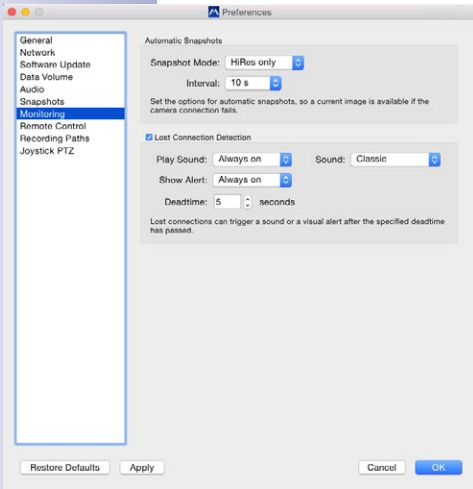 Preferences
General
Network
Software Update
Data Volume
Audio
Snapshots
Monitoring
Remote Control
Recording Paths
Joystick PTZ
Automatic Snapshots
Snapshot Mode: HiRes only
Interval: 10 s
Set the options for automatic snapshots, so a current image is available if the
camera connection fails.
Lost Connection Detection
Play Sound: Always on Sound: Classic
Show Alert: Always on
Deadtime: 5 seconds
Lost connections can trigger a sound or a visual alert after the specified deadtime
has passed.
Restore Defaults Apply Cancel OK